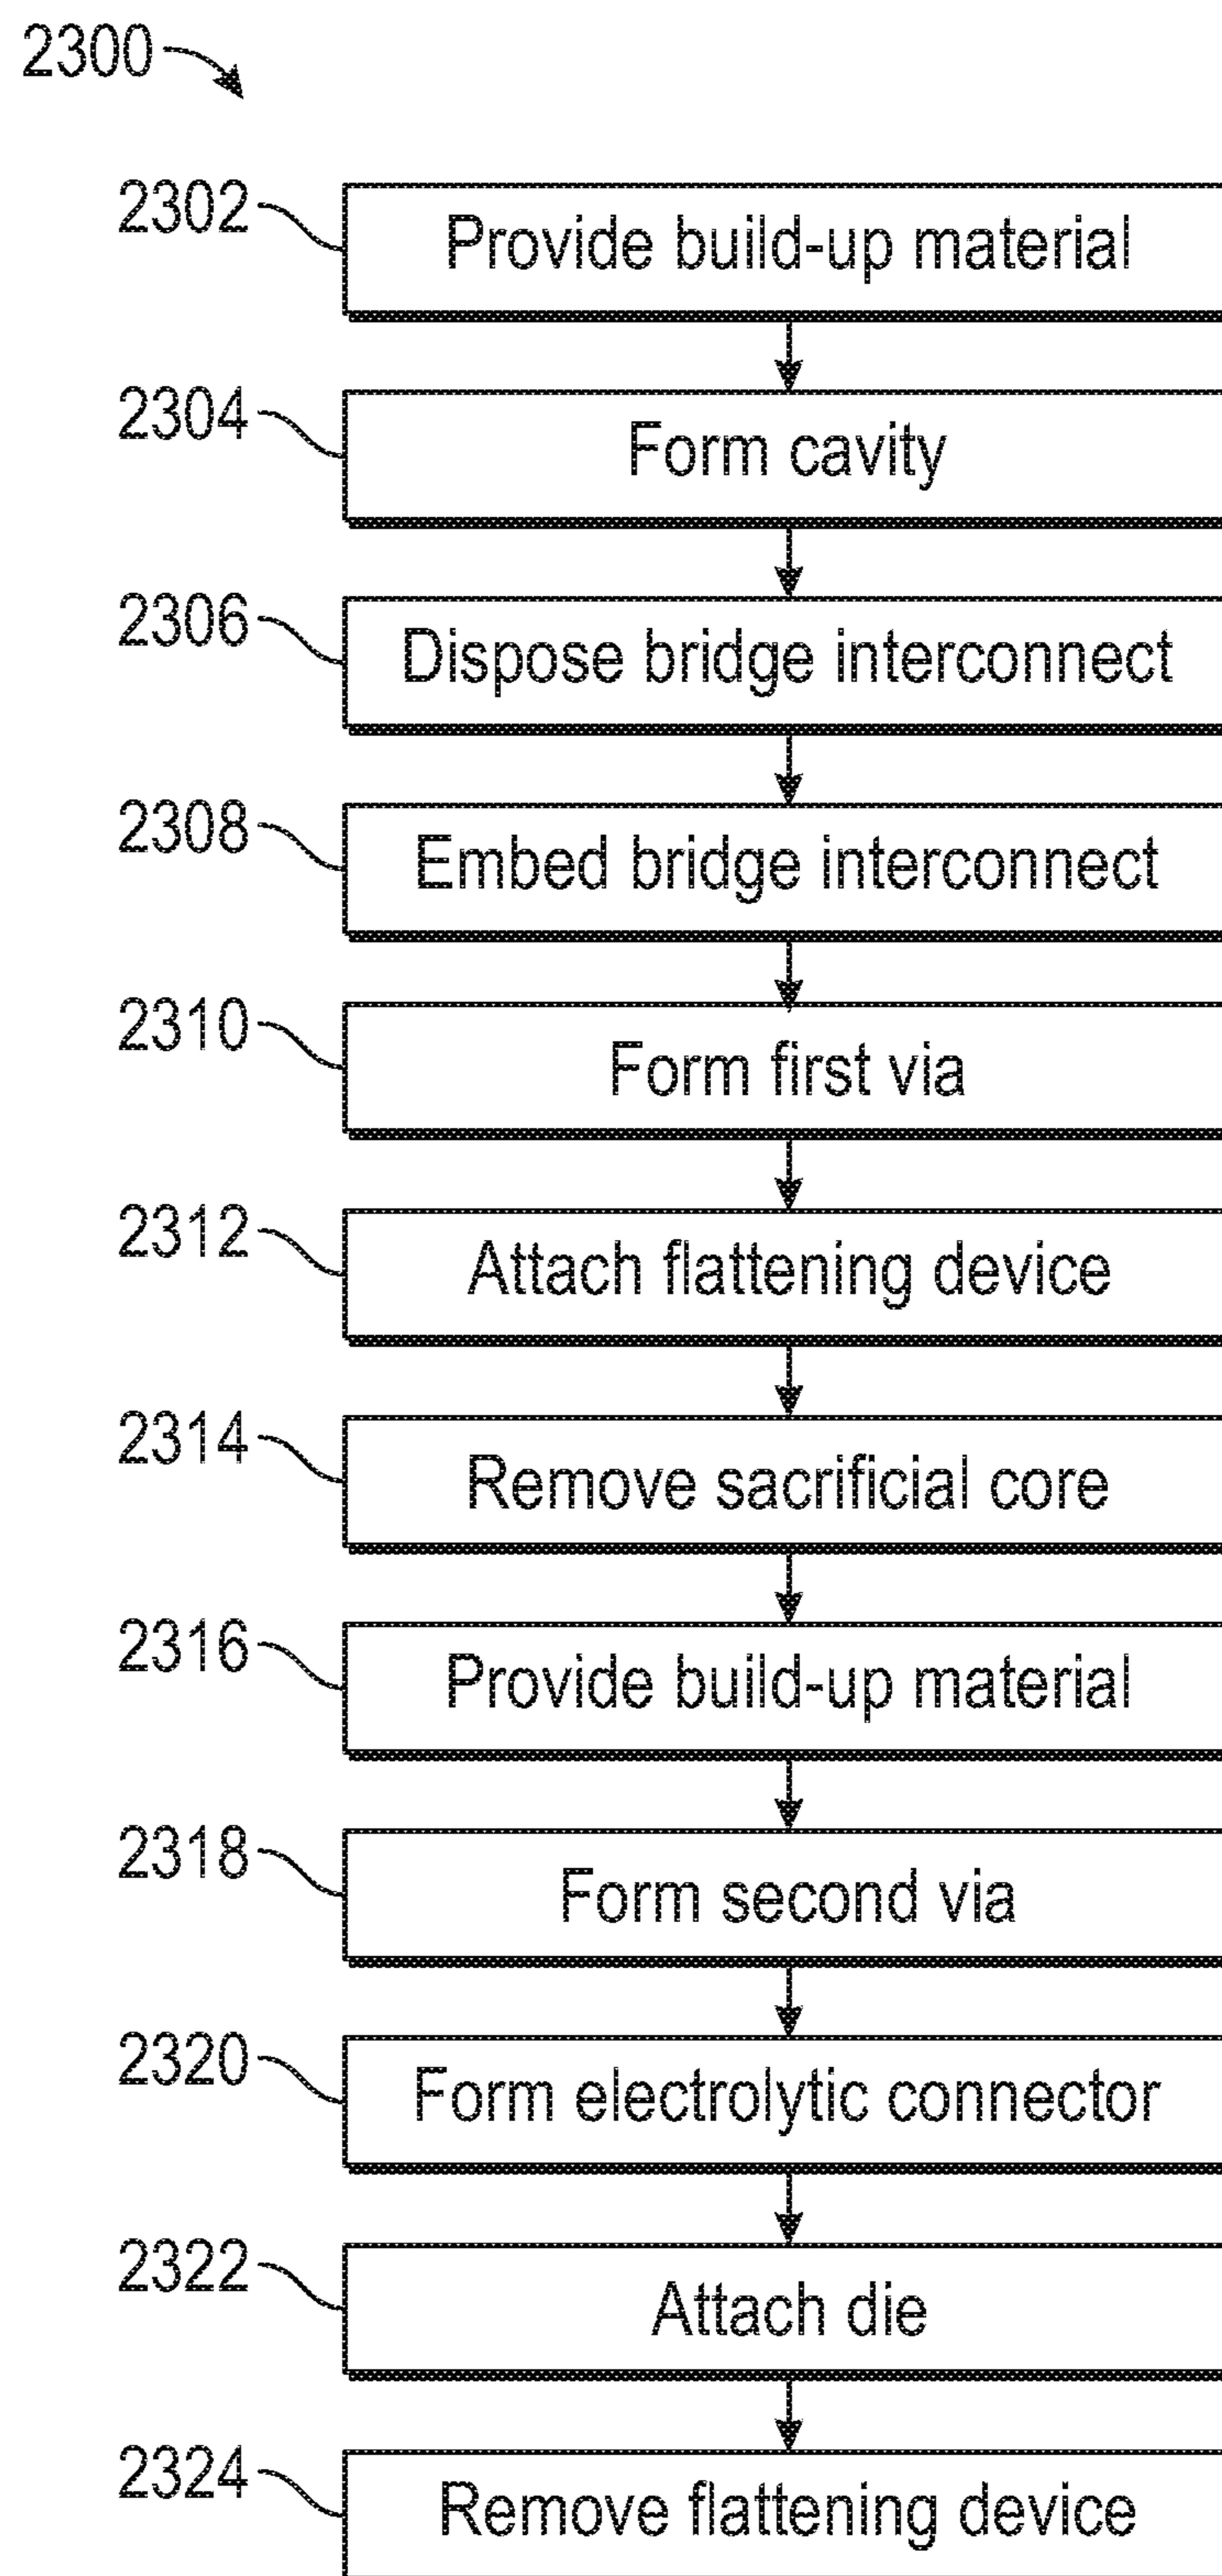 2300
2302 Provide build-up material
2304 Form cavity
2306 Dispose bridge interconnect
2308 Embed bridge interconnect
2310 Form first via
2312 Attach flattening device
2314 Remove sacrificial core
2316 Provide build-up material
2318 Form second via
2320 Form electrolytic connector
2322 Attach die
2324 Remove flattening device